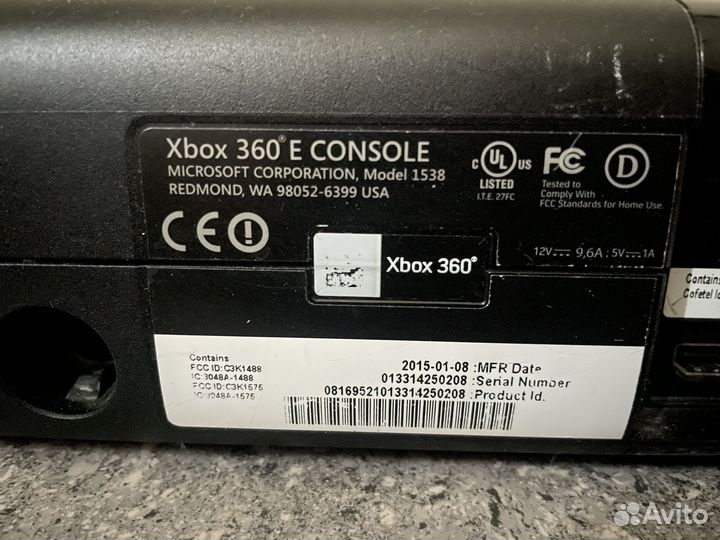 Xbox 360® E CONSOLE
MICROSOFT CORPORATION, Model 1538
REDMOND, WA 98052-6399 USA
C UL US
LISTED
I.T.E. 27FC
FC
Tested to
Comply With
FCC Standards for Home Use.
D
CE
12V 9,6A ; 5V 1A
Xbox 360®
Contains
Cofetel
Contains
FCC ID:C3K1488
IC:3048A-1488
FCC ID:C3K1575
IC:3048A-1575
2015-01-08 :MFR Date
013314250208 :Serial Number
08169521013314250208 :Product Id.
Avito